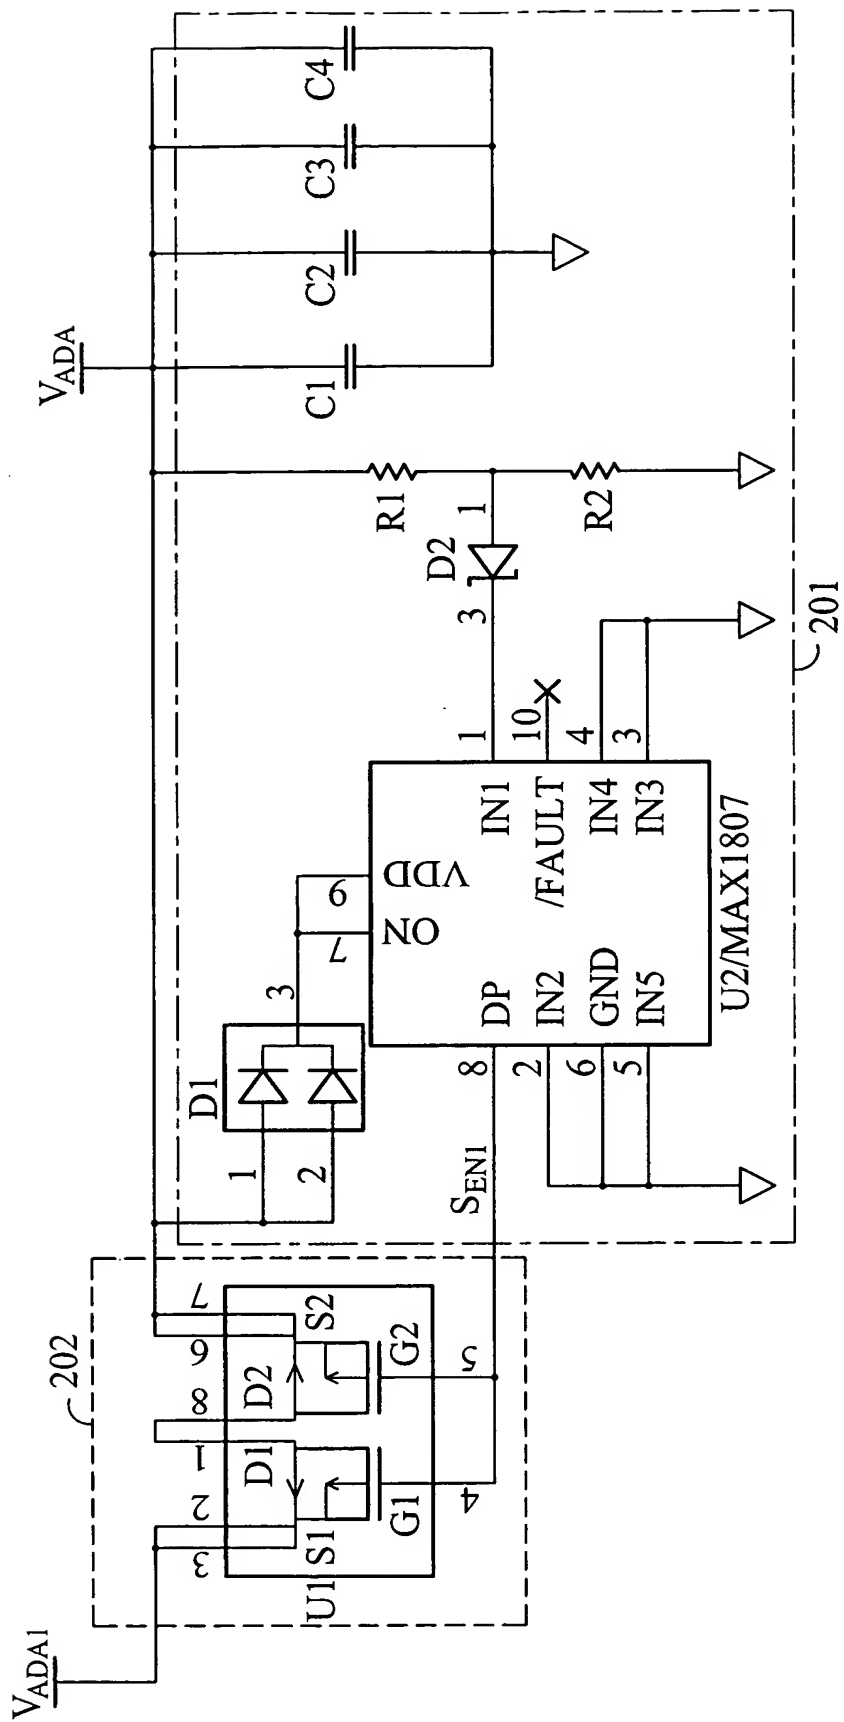 V_ADA1
V_ADA
202
U1
3
2
1
8
6
7
S1
D1
D2
S2
G1
G2
4
5
S_EN1
D1
1
2
3
7
9
ON
VDD
8
2
6
5
DP
IN2
GND
IN5
IN1
/FAULT
IN4
IN3
1
10
4
3
U2/MAX1807
3
D2
1
R1
R2
C1
C2
C3
C4
201